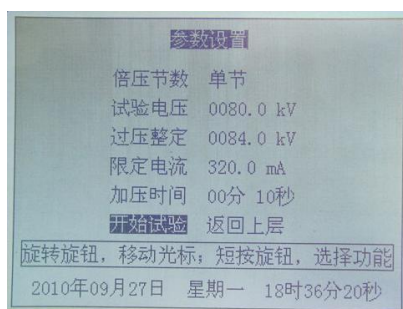 参数设置
倍压节数 单节
试验电压 0080.0 kV
过压整定 0084.0 kV
限定电流 320.0 mA
加压时间 00分 10秒
开始试验 返回上层
旋转旋钮，移动光标；短按旋钮，选择功能
2010年09月27日 星期一 18时36分20秒